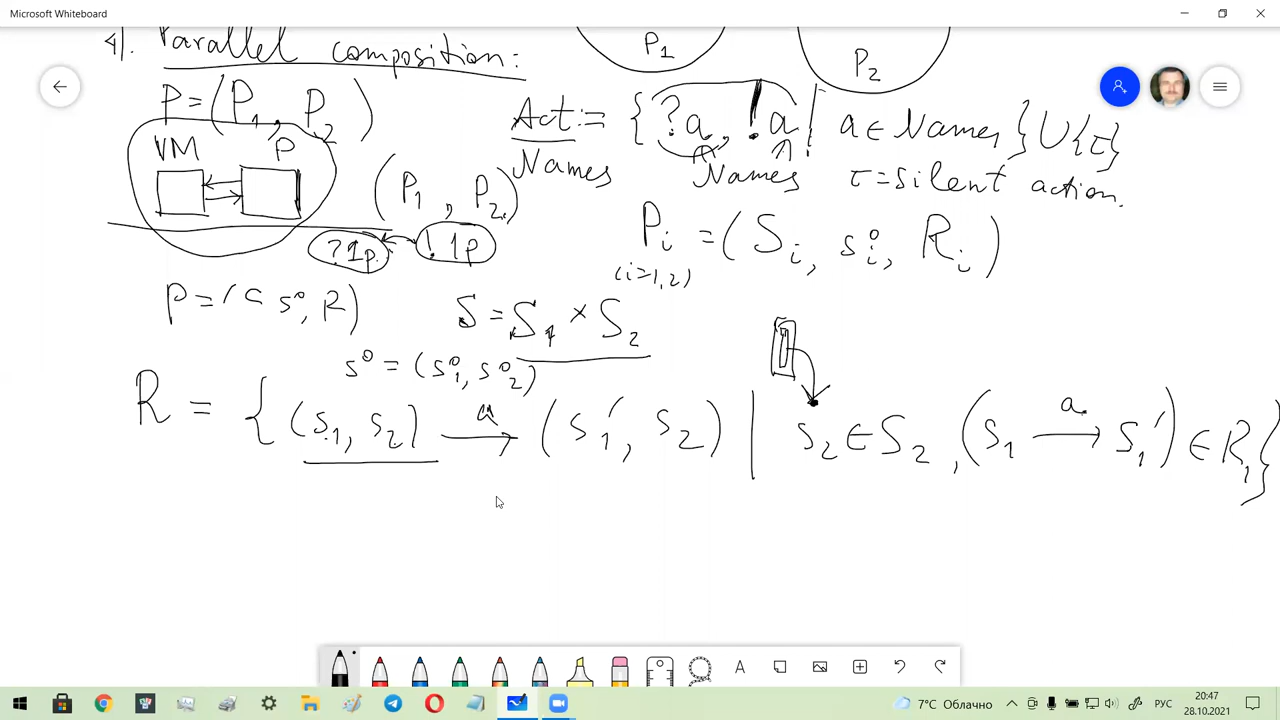 Microsoft Whiteboard
4). Parallel composition:
P₁
P₂
P = (P₁, P₂)
Act := { ?a, !a | a ∈ Names } ∪ {τ}
VM P
Names
Names τ = silent action.
(P₁, P₂)
Pᵢ = (Sᵢ, sᵢ⁰, Rᵢ)
(i=1,2)
?1p. !1p
P = (S s⁰, R)
S = S₁ × S₂
s⁰ = (s₁⁰, s₂⁰)
R = { (s₁, s₂) —a→ (s₁′, s₂) | s₂ ∈ S₂, (s₁ —a→ s₁′) ∈ R₁ }
A
7°C Облачно
РУС
20:47
28.10.2021